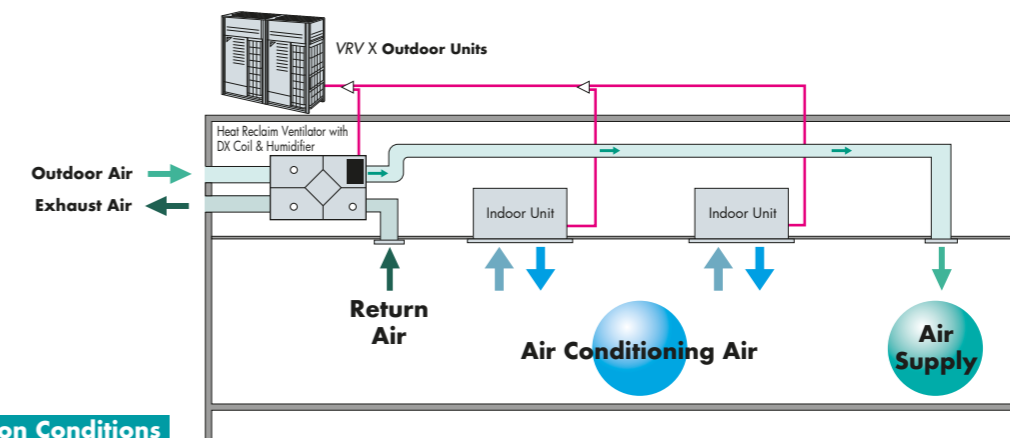 VRV X Outdoor Units
Heat Reclaim Ventilator with
DX Coil & Humidifier
Outdoor Air
Exhaust Air
Indoor Unit
Indoor Unit
Return
Air
Air Conditioning Air
Air
Supply
on Conditions